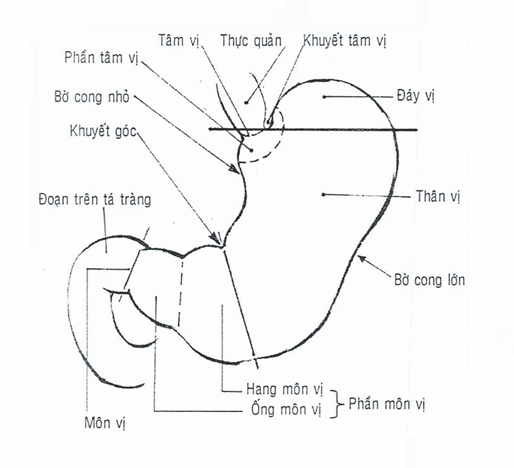 Tâm vị
Thực quản
Khuyết tâm vị
Phần tâm vị
Đáy vị
Bờ cong nhỏ
Khuyết góc
Thân vị
Đoạn trên tá tràng
Bờ cong lớn
Hang môn vị
Ống môn vị
Phần môn vị
Môn vị